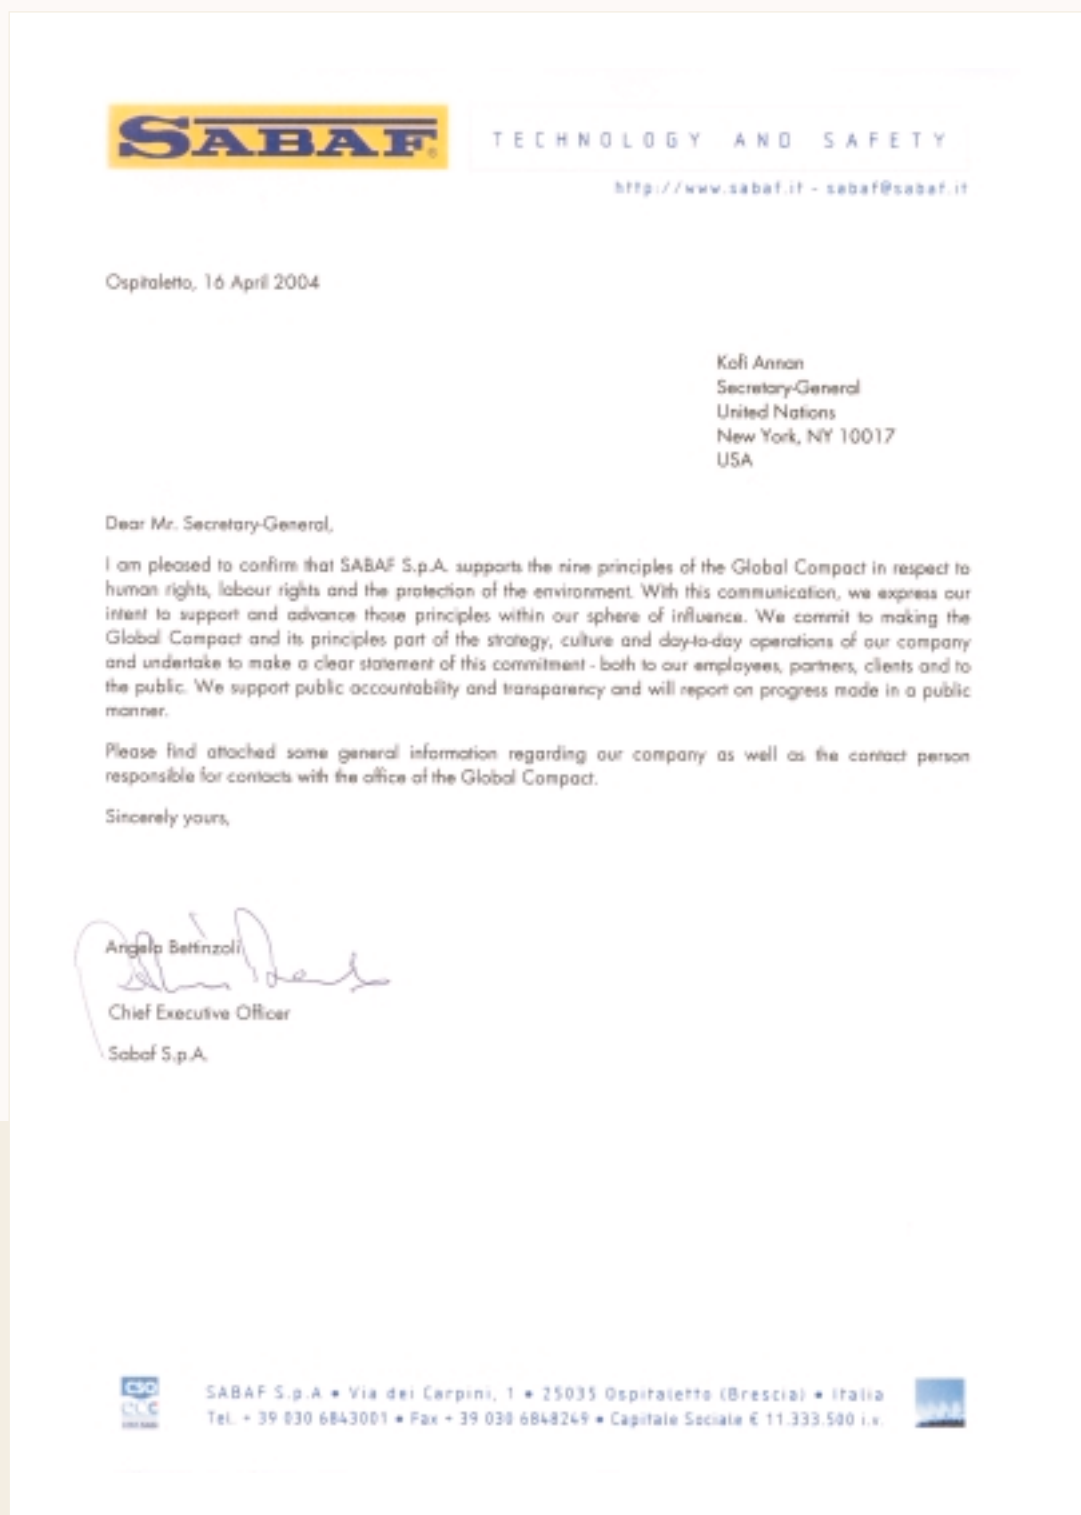 SABAF®
TECHNOLOGY AND SAFETY
http://www.sabaf.it - sabaf@sabaf.it
Ospitaletto, 16 April 2004
Kofi Annan
Secretary-General
United Nations
New York, NY 10017
USA
Dear Mr. Secretary-General,
I am pleased to confirm that SABAF S.p.A. supports the nine principles of the Global Compact in respect to
human rights, labour rights and the protection of the environment. With this communication, we express our
intent to support and advance those principles within our sphere of influence. We commit to making the
Global Compact and its principles part of the strategy, culture and day-to-day operations of our company
and undertake to make a clear statement of this commitment - both to our employees, partners, clients and to
the public. We support public accountability and transparency and will report on progress made in a public
manner.
Please find attached some general information regarding our company as well as the contact person
responsible for contacts with the office of the Global Compact.
Sincerely yours,
Angelo Bettinzoli
Chief Executive Officer
Sabaf S.p.A.
CSQ
SABAF S.p.A • Via dei Carpini, 1 • 25035 Ospitaletto (Brescia) • Italia
Tel. + 39 030 6843001 • Fax + 39 030 6848249 • Capitale Sociale € 11.333.500 i.v.